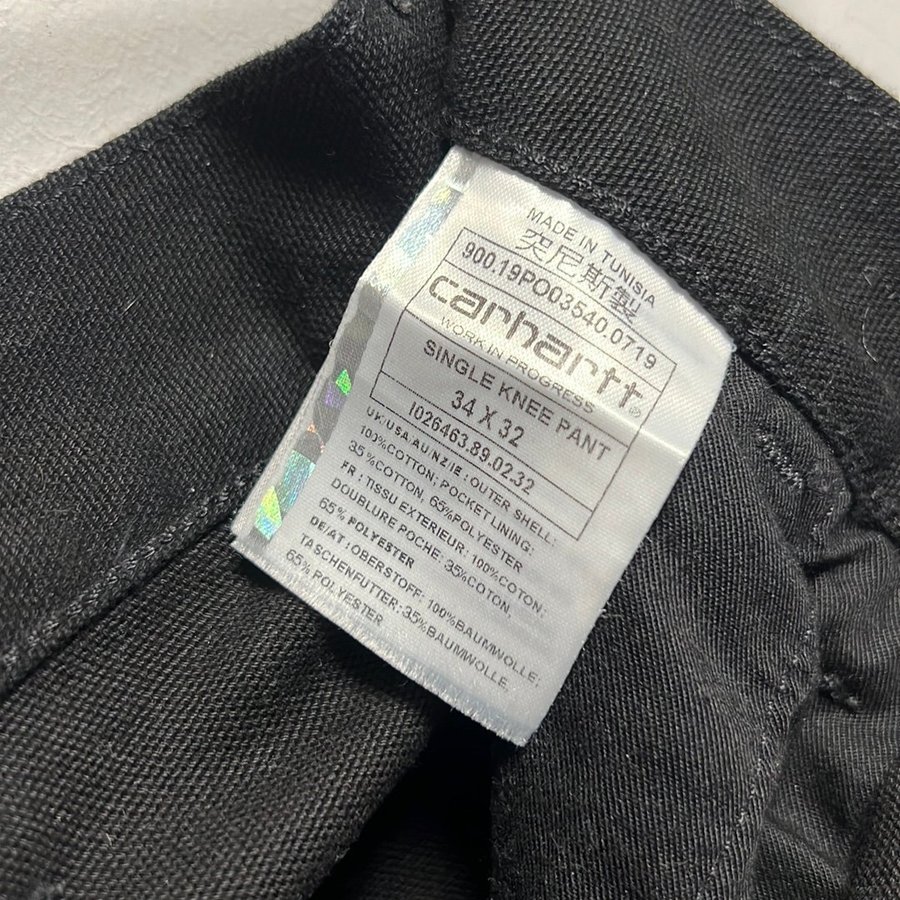 MADE IN TUNISIA
突尼斯製
900.19PO03540.0719
carhartt®
WORK IN PROGRESS
SINGLE KNEE PANT
34 X 32
I026463.89.02.32
UK/USA/AU/NZ/IE: OUTER SHELL:
100%COTTON; POCKET LINING:
35%COTTON, 65%POLYESTER
FR: TISSU EXTERIEUR: 100%COTON;
DOUBLURE POCHE: 35%COTON,
65% POLYESTER
DE/AT: OBERSTOFF: 100%BAUMWOLLE;
TASCHENFUTTER: 35%BAUMWOLLE,
65%POLYESTER